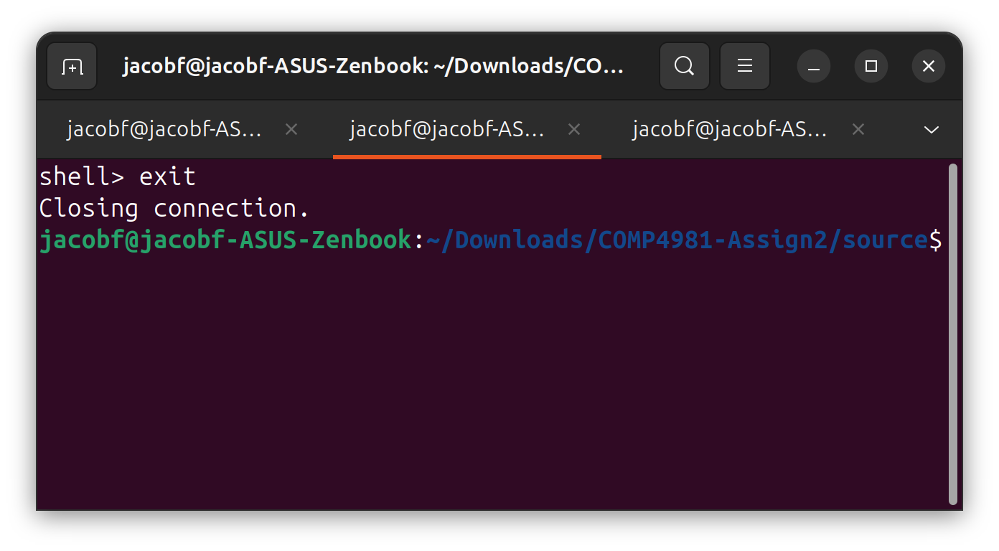 jacobf@jacobf-ASUS-Zenbook: ~/Downloads/CO…
jacobf@jacobf-AS… jacobf@jacobf-AS… jacobf@jacobf-AS…
shell> exit
Closing connection.
jacobf@jacobf-ASUS-Zenbook:~/Downloads/COMP4981-Assign2/source$